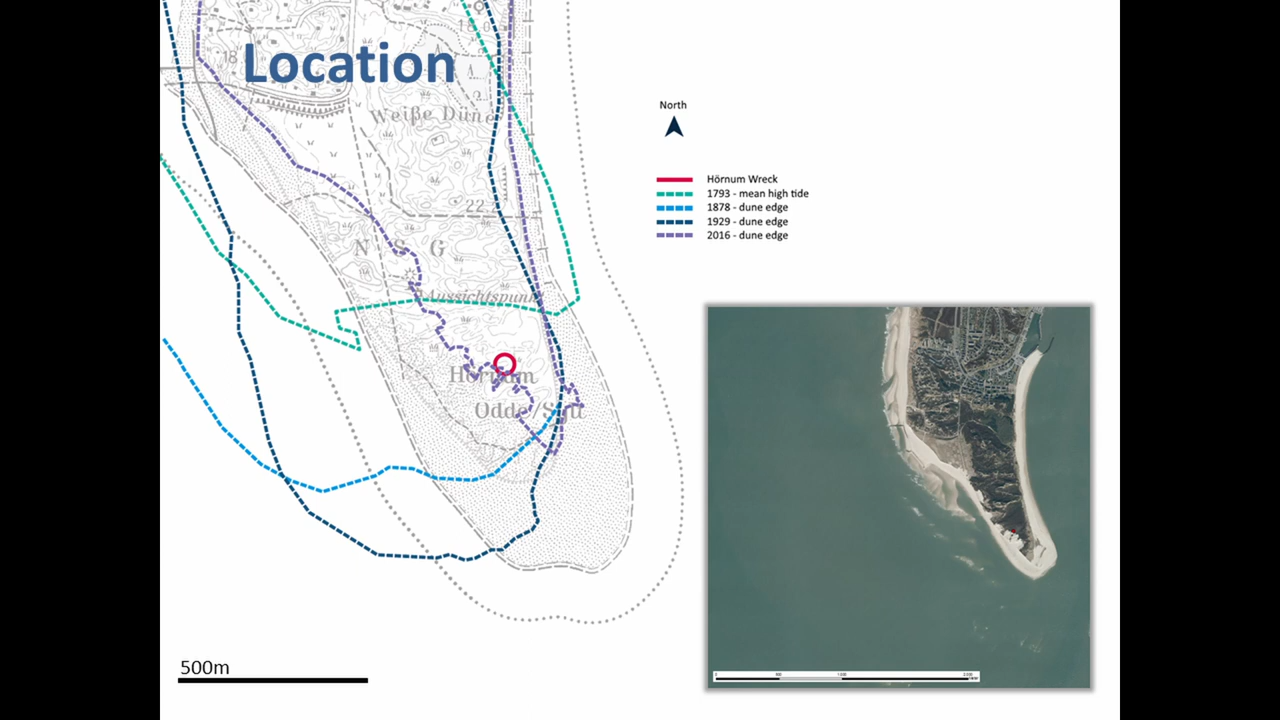 Location
18
Weiße Düne
22
N S G
Aussichtspunkt
Hörnum
Odde/Sylt
500m
North
Hörnum Wreck
1793 - mean high tide
1878 - dune edge
1929 - dune edge
2016 - dune edge